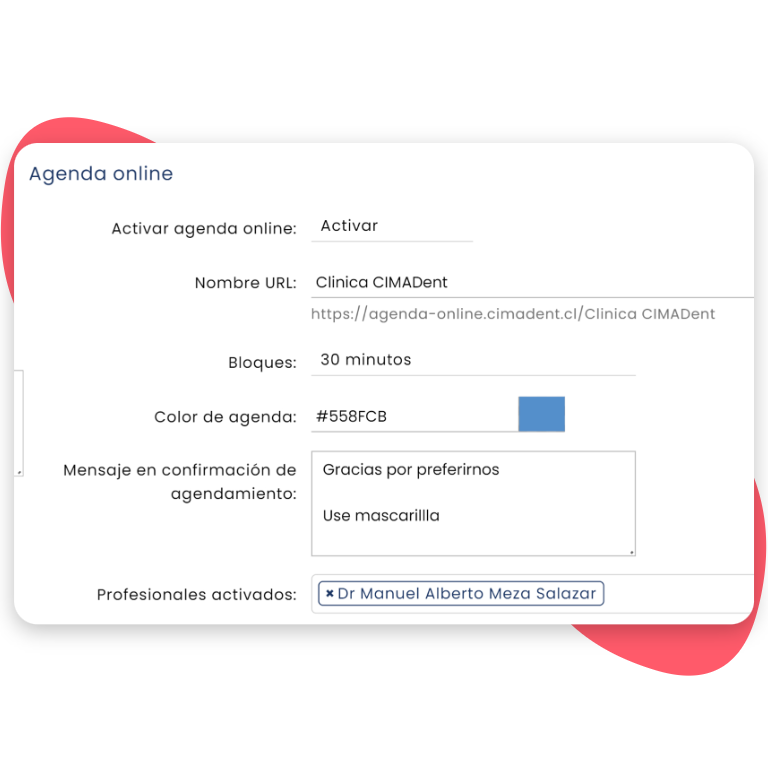 Agenda online
Activar agenda online: Activar
Nombre URL: Clinica CIMADent
https://agenda-online.cimadent.cl/Clinica CIMADent
Bloques: 30 minutos
Color de agenda: #558FCB
Mensaje en confirmación de
agendamiento:
Gracias por preferirnos
Use mascarillla
Profesionales activados: × Dr Manuel Alberto Meza Salazar